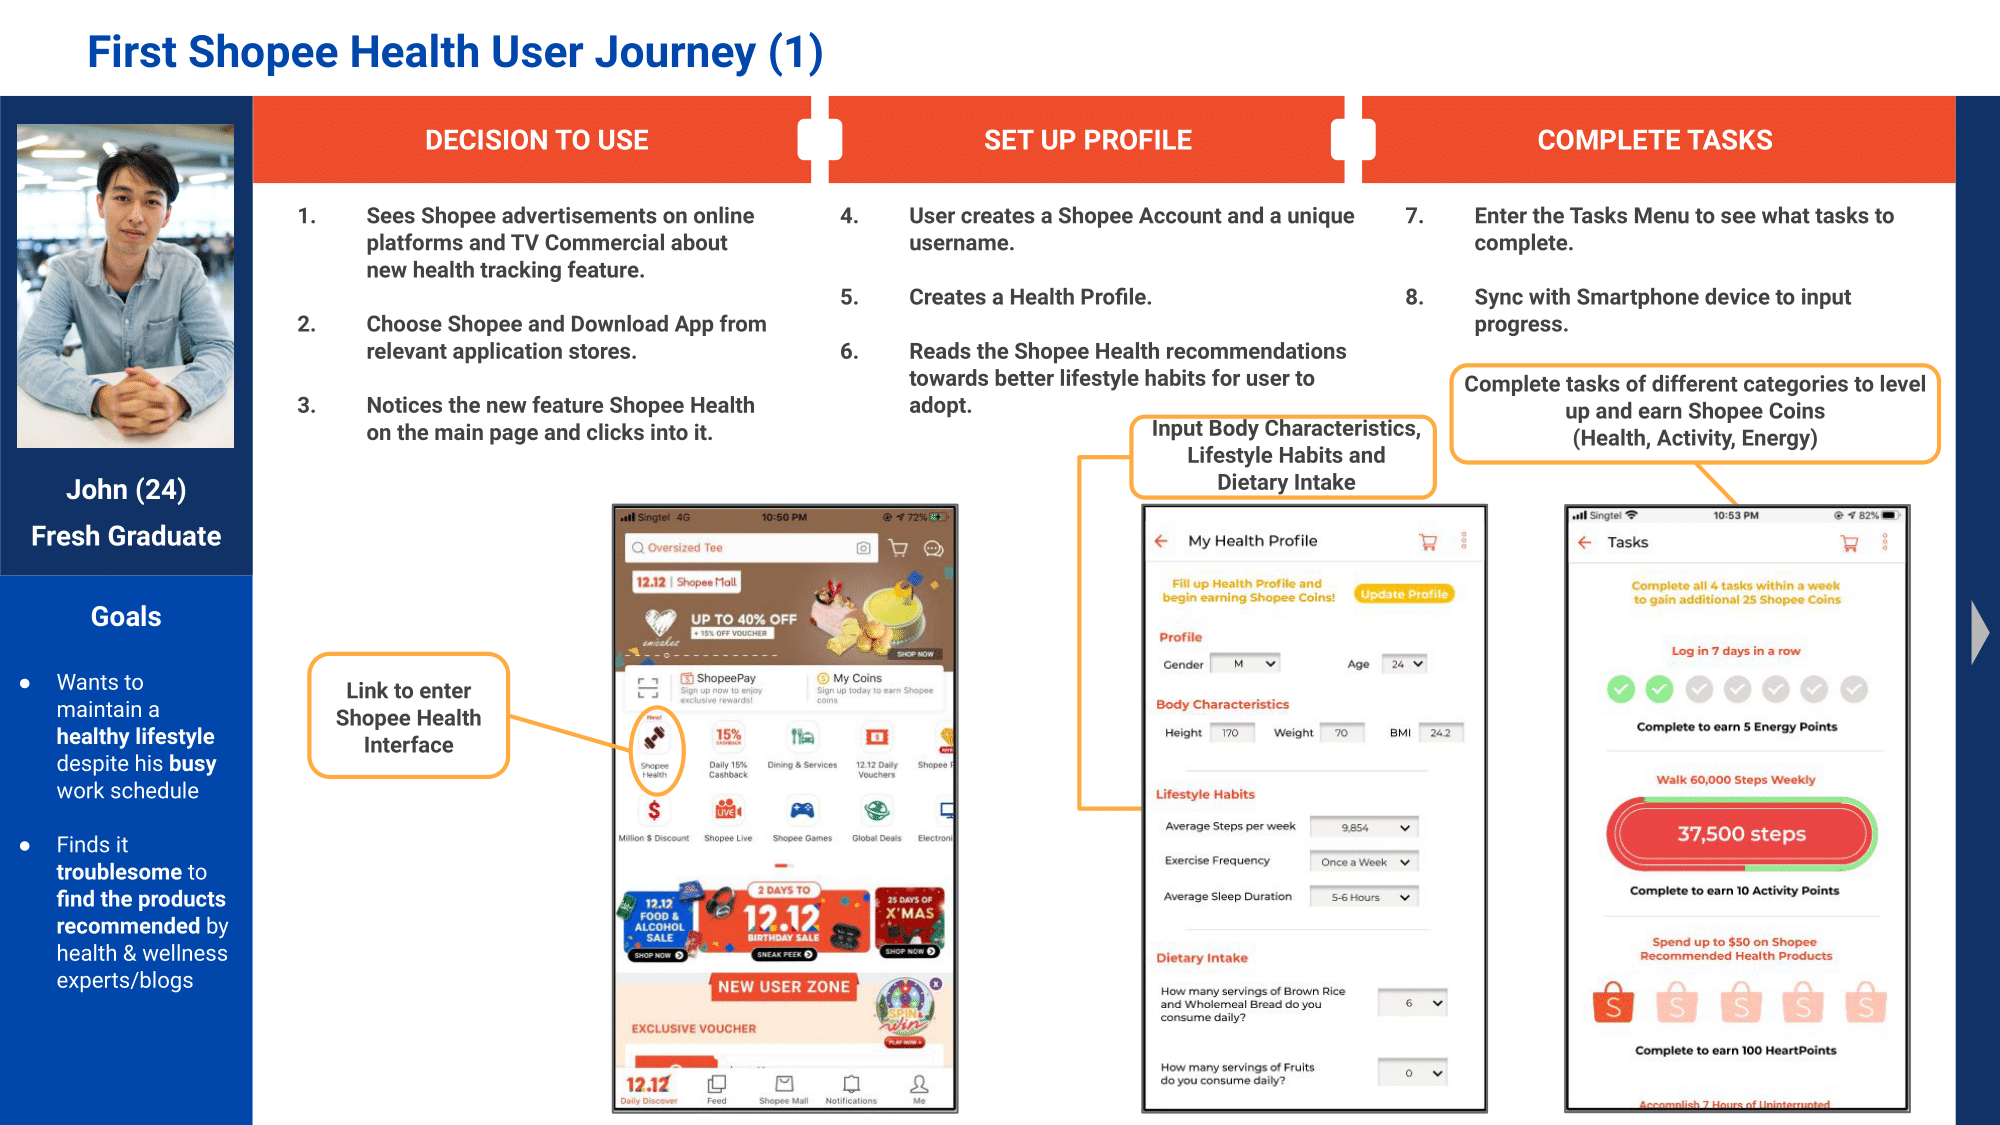 First Shopee Health User Journey (1)
John (24)
Fresh Graduate
Goals
● Wants to
maintain a
healthy lifestyle
despite his busy
work schedule
● Finds it
troublesome to
find the products
recommended by
health & wellness
experts/blogs
DECISION TO USE
1. Sees Shopee advertisements on online
platforms and TV Commercial about
new health tracking feature.
2. Choose Shopee and Download App from
relevant application stores.
3. Notices the new feature Shopee Health
on the main page and clicks into it.
Link to enter
Shopee Health
Interface
Singtel 4G
10:50 PM
72%
Oversized Tee
12.12 | Shopee Mall
UP TO 40% OFF
+ 15% OFF VOUCHER
SHOP NOW
ShopeePay
Sign up now to enjoy
exclusive rewards!
My Coins
Sign up today to earn Shopee
coins
New!
Shopee
Health
15%
CASHBACK
Daily 15%
Cashback
Dining & Services
12.12 Daily
Vouchers
Shopee
Million $ Discount
LIVE
Shopee Live
Shopee Games
Global Deals
Electroni
12.12
FOOD &
ALCOHOL
SALE
SHOP NOW
2 DAYS TO
12.12
BIRTHDAY SALE
SNEAK PEEK
25 DAYS OF
X'MAS
SHOP NOW
NEW USER ZONE
SPIN
win
PLAY NOW
EXCLUSIVE VOUCHER
12.12
Daily Discover
Feed
Shopee Mall
Notifications
Me
SET UP PROFILE
4. User creates a Shopee Account and a unique
username.
5. Creates a Health Profile.
6. Reads the Shopee Health recommendations
towards better lifestyle habits for user to
adopt.
Input Body Characteristics,
Lifestyle Habits and
Dietary Intake
My Health Profile
Fill up Health Profile and
begin earning Shopee Coins!
Update Profile
Profile
Gender M Age 24
Body Characteristics
Height 170 Weight 70 BMI 24.2
Lifestyle Habits
Average Steps per week 9,854
Exercise Frequency Once a Week
Average Sleep Duration 5-6 Hours
Dietary Intake
How many servings of Brown Rice
and Wholemeal Bread do you
consume daily?
6
How many servings of Fruits
do you consume daily?
0
COMPLETE TASKS
7. Enter the Tasks Menu to see what tasks to
complete.
8. Sync with Smartphone device to input
progress.
Complete tasks of different categories to level
up and earn Shopee Coins
(Health, Activity, Energy)
Singtel
10:53 PM
82%
Tasks
Complete all 4 tasks within a week
to gain additional 25 Shopee Coins
Log in 7 days in a row
Complete to earn 5 Energy Points
Walk 60,000 Steps Weekly
37,500 steps
Complete to earn 10 Activity Points
Spend up to $50 on Shopee
Recommended Health Products
S S S S S
Complete to earn 100 HeartPoints
Accomplish 7 Hours of Uninterrupted